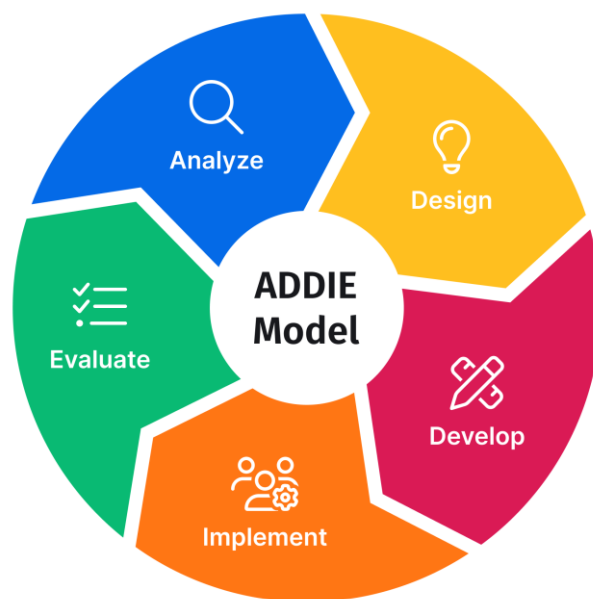 Analyze
Design
ADDIE
Model
Evaluate
Develop
Implement